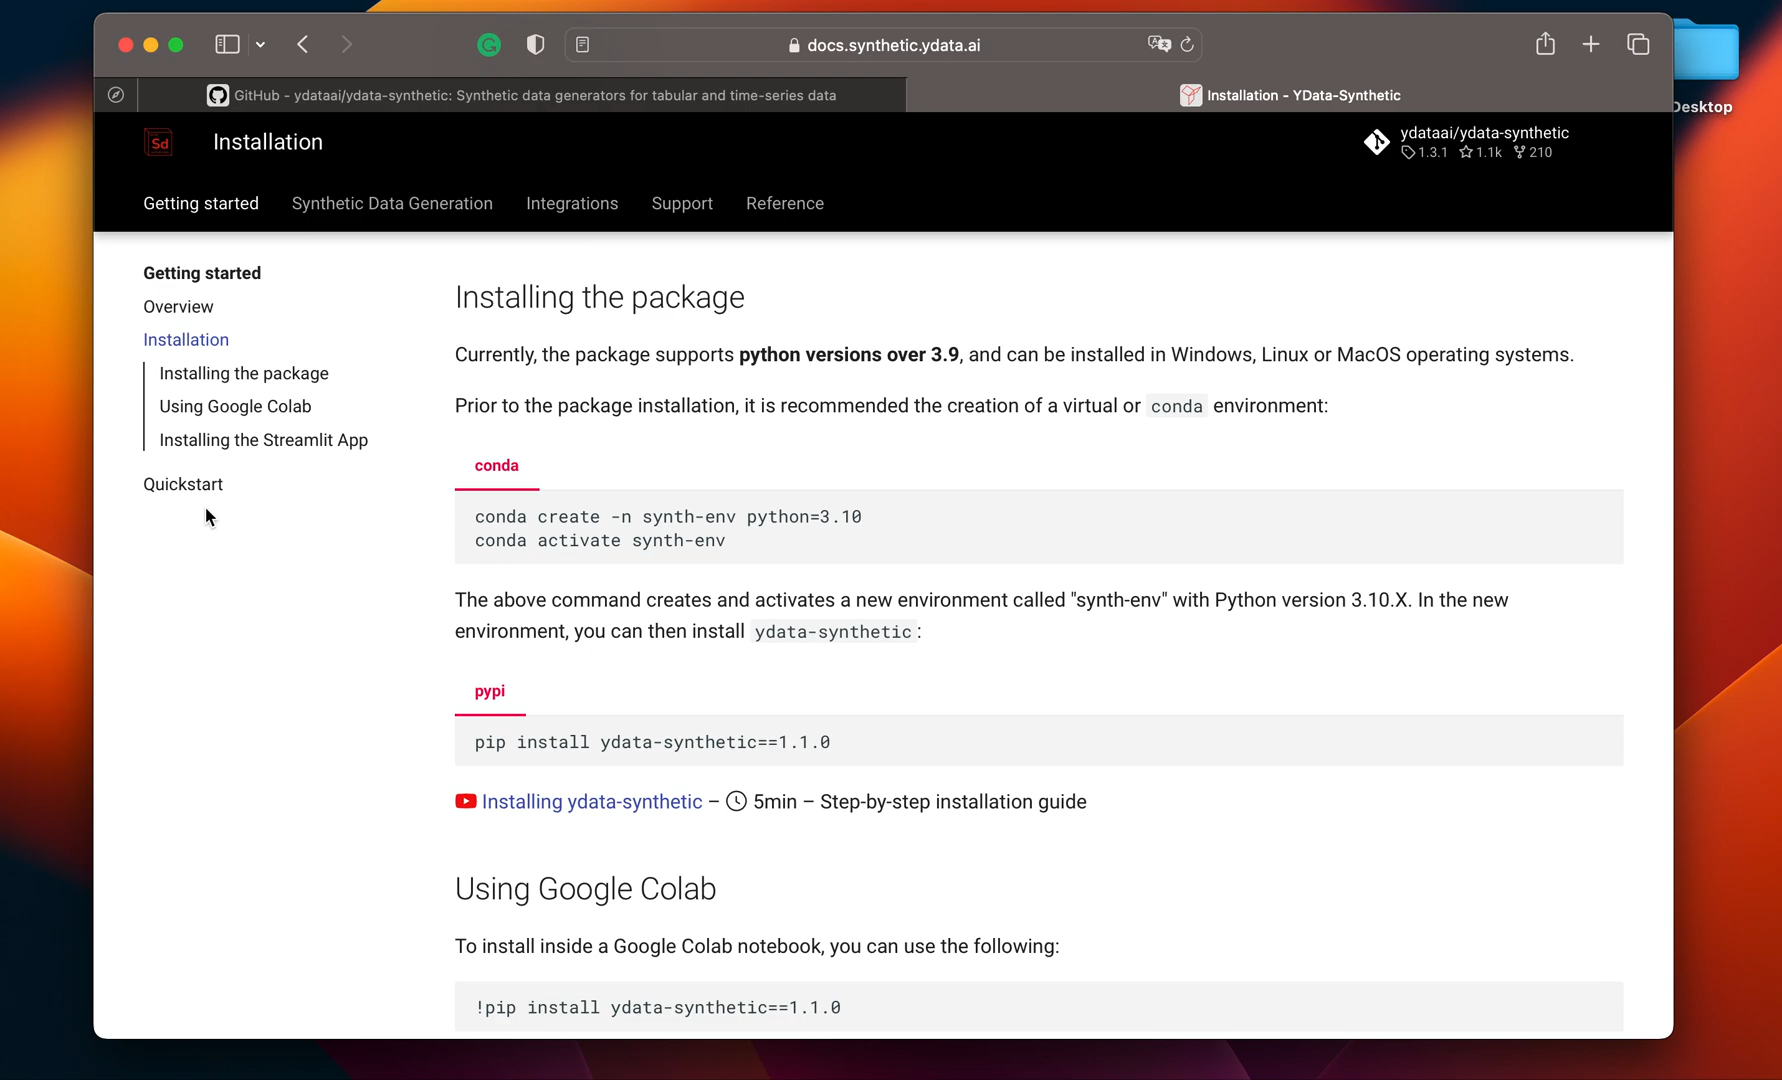 docs.synthetic.ydata.ai
GitHub - ydataai/ydata-synthetic: Synthetic data generators for tabular and time-series data
Installation - YData-Synthetic
Desktop
Sd
Installation
ydataai/ydata-synthetic
1.3.1 1.1k 210
Getting started Synthetic Data Generation Integrations Support Reference
Getting started
Overview
Installation
Installing the package
Using Google Colab
Installing the Streamlit App
Quickstart
Installing the package
Currently, the package supports python versions over 3.9, and can be installed in Windows, Linux or MacOS operating systems.
Prior to the package installation, it is recommended the creation of a virtual or conda environment:
conda
conda create -n synth-env python=3.10
conda activate synth-env
The above command creates and activates a new environment called "synth-env" with Python version 3.10.X. In the new
environment, you can then install ydata-synthetic:
pypi
pip install ydata-synthetic==1.1.0
Installing ydata-synthetic – 5min – Step-by-step installation guide
Using Google Colab
To install inside a Google Colab notebook, you can use the following:
!pip install ydata-synthetic==1.1.0